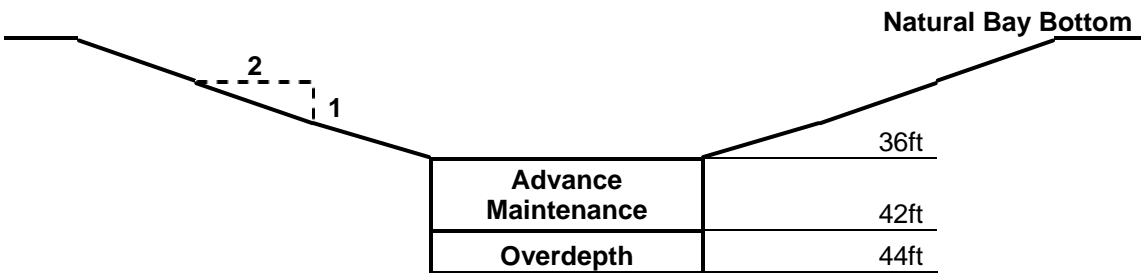 Natural Bay Bottom
2
1
36ft
Advance
Maintenance
42ft
Overdepth
44ft